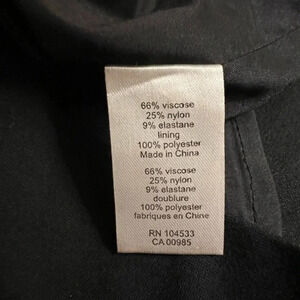 66% viscose
25% nylon
9% elastane
lining
100% polyester
Made in China
66% viscose
25% nylon
9% elastane
doublure
100% polyester
fabriques en Chine
RN 104533
CA 00985